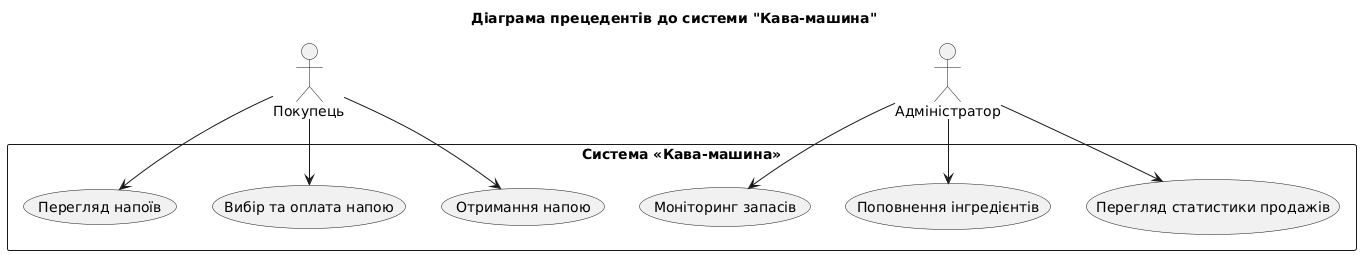 Діаграма прецедентів до системи "Кава-машина"
Покупець
Адміністратор
Система «Кава-машина»
Перегляд напоїв
Вибір та оплата напою
Отримання напою
Моніторинг запасів
Поповнення інгредієнтів
Перегляд статистики продажів